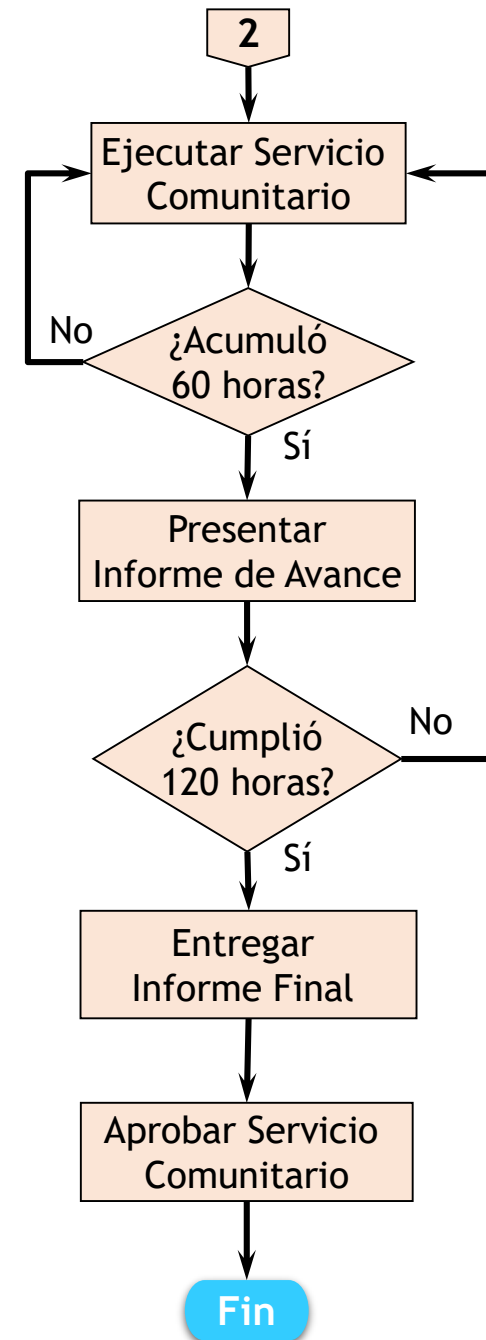 2
Ejecutar Servicio
Comunitario
No
¿Acumuló
60 horas?
Sí
Presentar
Informe de Avance
No
¿Cumplió
120 horas?
Sí
Entregar
Informe Final
Aprobar Servicio
Comunitario
Fin